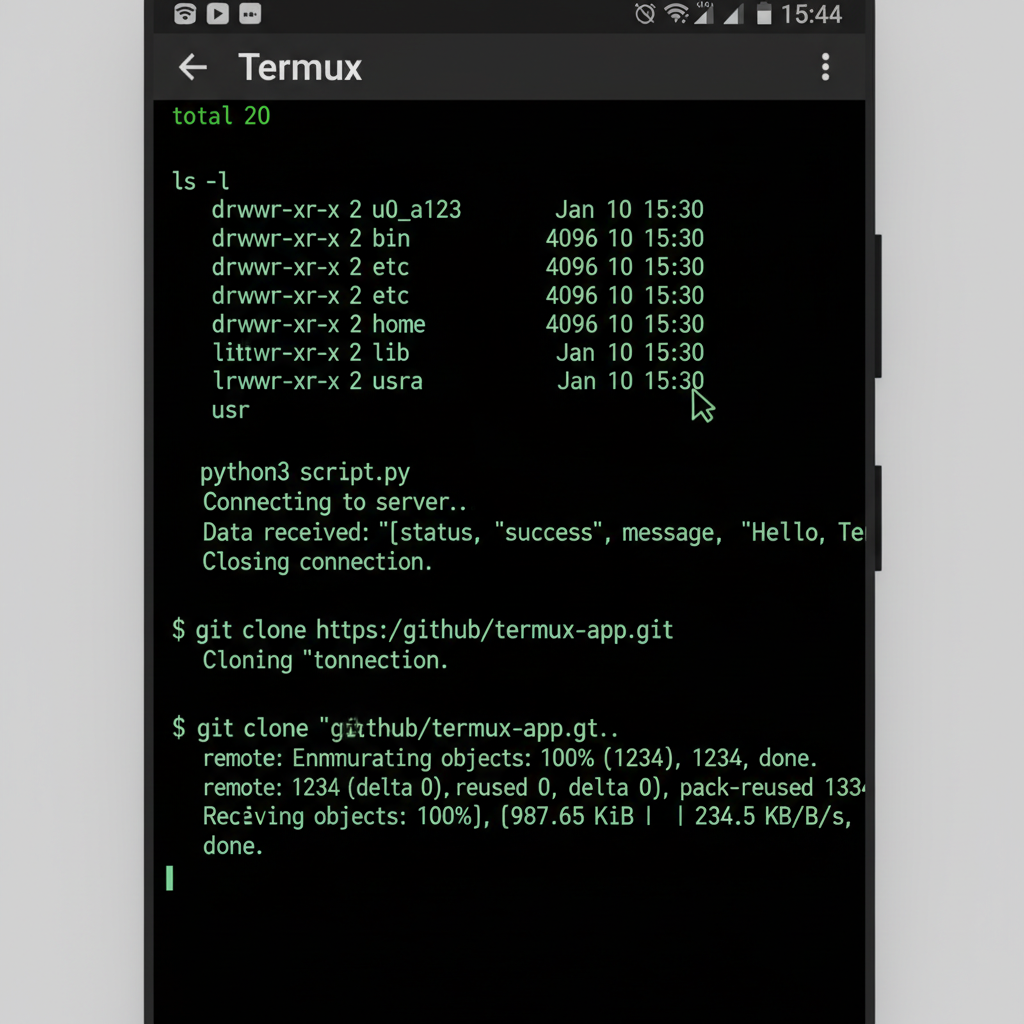 15:44
Termux
total 20
ls -l
drwwr-xr-x 2 u0_a123 Jan 10 15:30
drwwr-xr-x 2 bin 4096 10 15:30
drwwr-xr-x 2 etc 4096 10 15:30
drwwr-xr-x 2 etc 4096 10 15:30
drwwr-xr-x 2 home 4096 10 15:30
littwr-xr-x 2 lib Jan 10 15:30
lrwwr-xr-x 2 usra Jan 10 15:30
usr
python3 script.py
Connecting to server..
Data received: "[status, "success", message, "Hello, Te
Closing connection.
$ git clone https:/github/termux-app.git
Cloning "tonnection.
$ git clone
remote: Enmmurating objects: 100% (1234), 1234, done.
remote: 1234 (delta 0), reused 0, delta 0), pack-reused 1334
Receiving objects: 100%], [987.65 KiB | | 234.5 KB/B/s,
done.